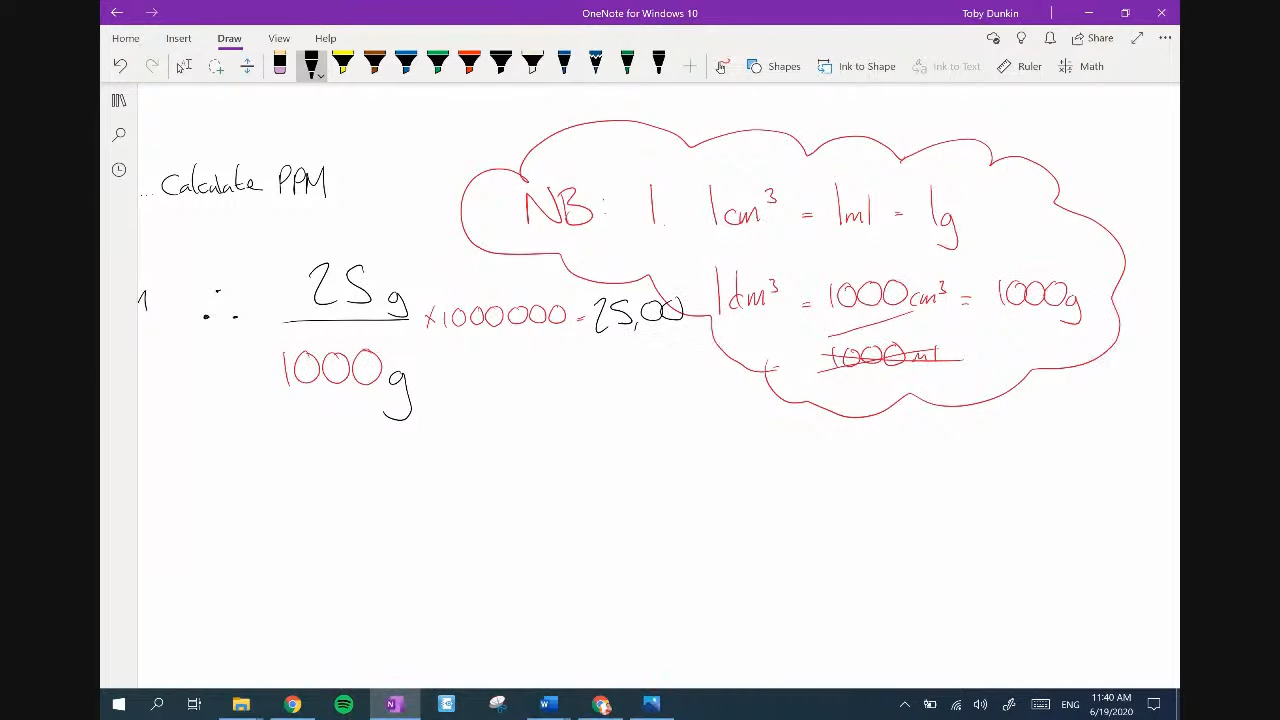 OneNote for Windows 10
Toby Dunkin
Home Insert Draw View Help
Share
Shapes Ink to Shape Ink to Text Ruler Math
... Calculate PPM
NB: 1. 1cm³ = 1ml = 1g
1dm³ = 1000cm³ = 1000g
1000ml
∴ 25g
1000g
×1000000 = 25,00
ENG
11:40 AM
6/19/2020